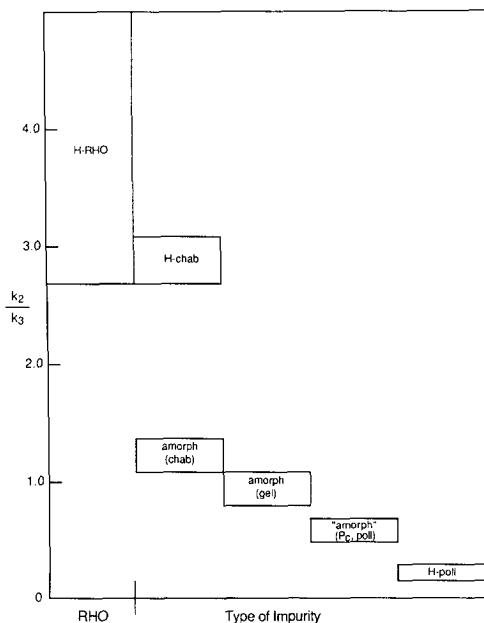 4.0
H-RHO
3.0
H-chab
k2
k3
2.0
amorph
(chab)
1.0
amorph
(gel)
"amorph"
(Pc, poll)
H-poll
0
RHO
Type of Impurity